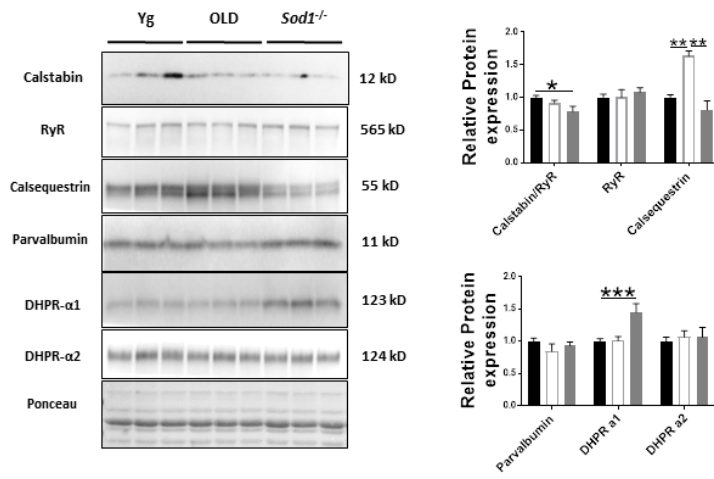 Yg OLD Sod1-/-
Calstabin 12 kD
RyR 565 kD
Calsequestrin 55 kD
Parvalbumin 11 kD
DHPR-α1 123 kD
DHPR-α2 124 kD
Ponceau
Relative Protein
expression
2.0
1.5
1.0
0.5
0.0
*
** **
Calstabin/RyR
RyR
Calsequestrin
Relative Protein
expression
2.0
1.5
1.0
0.5
0.0
***
Parvalbumin
DHPR a1
DHPR a2